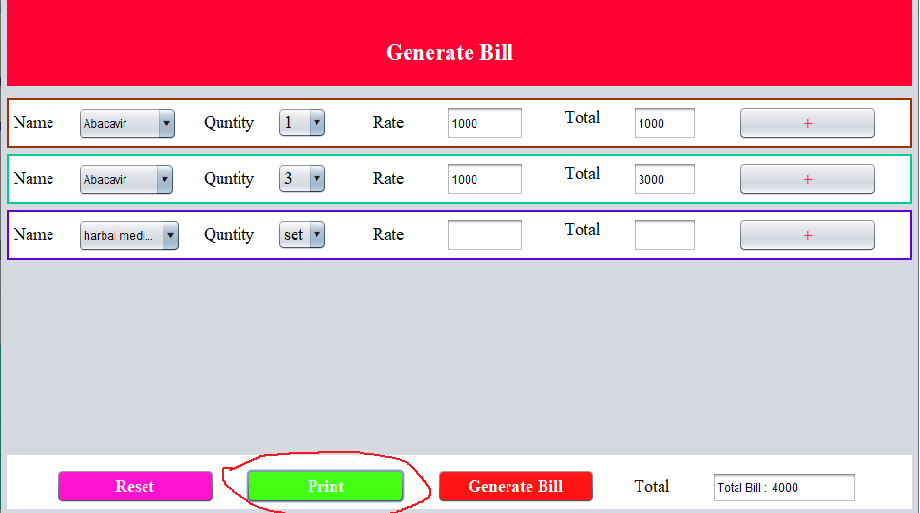 Generate Bill
Name Abacavir Quntity 1 Rate 1000 Total 1000 +
Name Abacavir Quntity 3 Rate 1000 Total 3000 +
Name harbal medi... Quntity set Rate Total +
Reset Print Generate Bill Total Total Bill : 4000